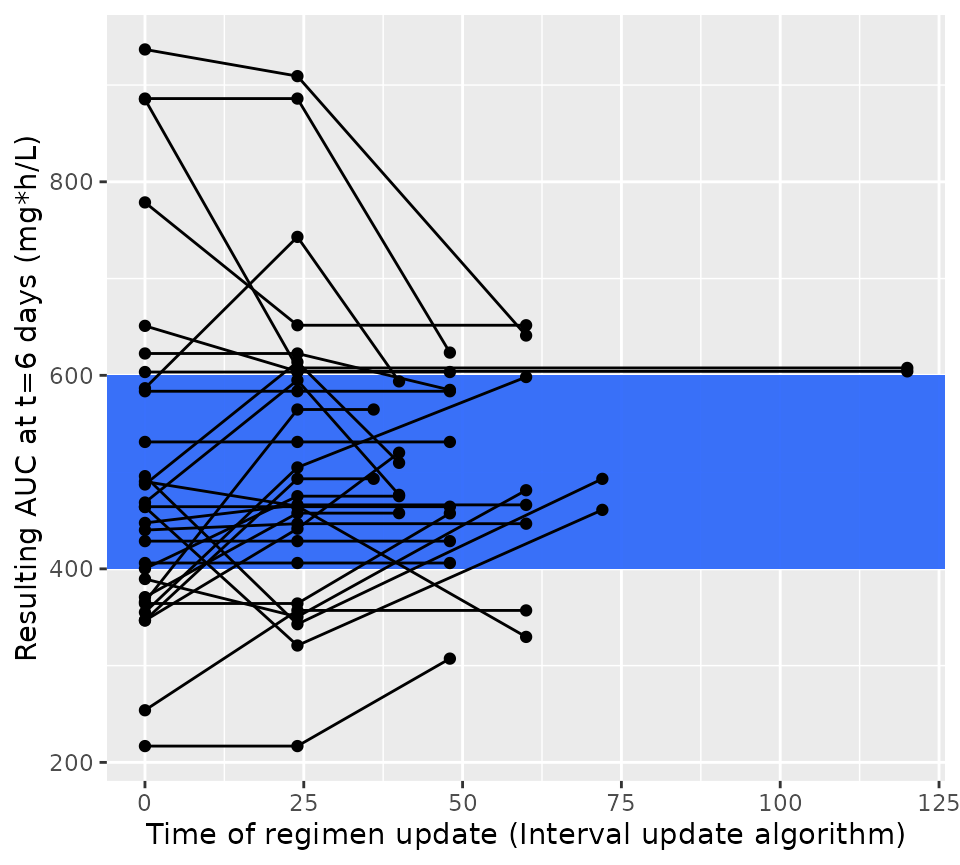 Resulting AUC at t=6 days (mg*h/L)
800
600
400
200
0 25 50 75 100 125
Time of regimen update (Interval update algorithm)